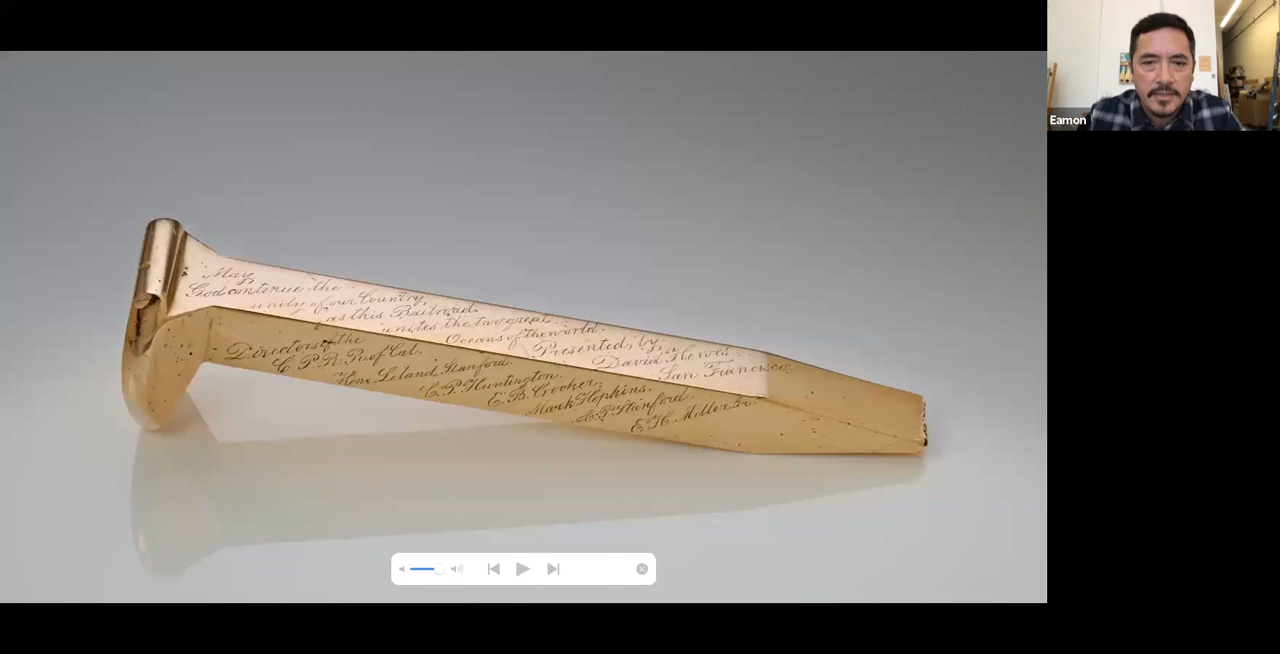 Eamon
May
God continue the
unity of our Country
as this Railroad
unites the two great
Oceans of the world.
Presented by
David Hewes
San Francisco.
Directors of the
C. P. R. R. of Cal.
Hon. Leland Stanford.
C. P. Huntington.
E. B. Crocker.
Mark Hopkins.
A. P. Stanford.
E. H. Miller Jr.